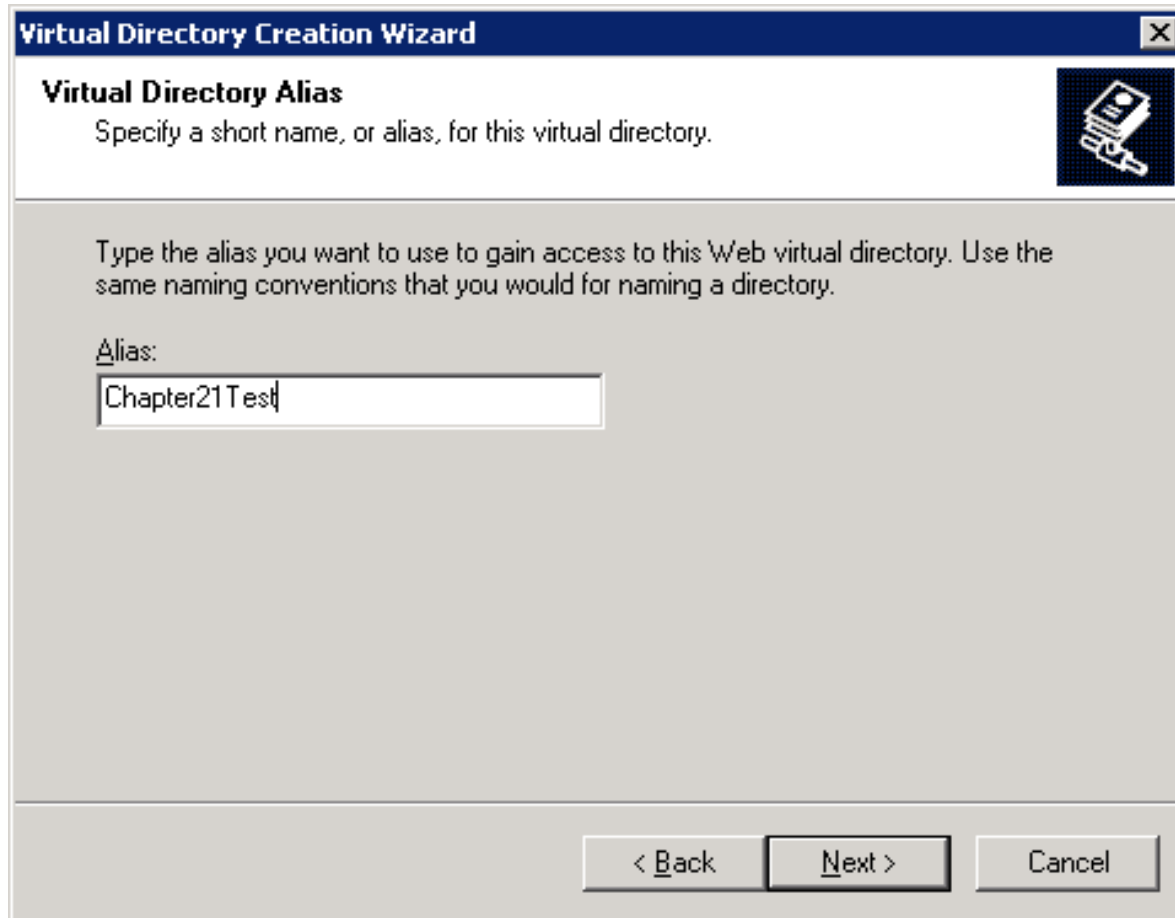 Virtual Directory Creation Wizard
Virtual Directory Alias
Specify a short name, or alias, for this virtual directory.
Type the alias you want to use to gain access to this Web virtual directory. Use the
same naming conventions that you would for naming a directory.
Alias:
Chapter21Test
< Back Next > Cancel